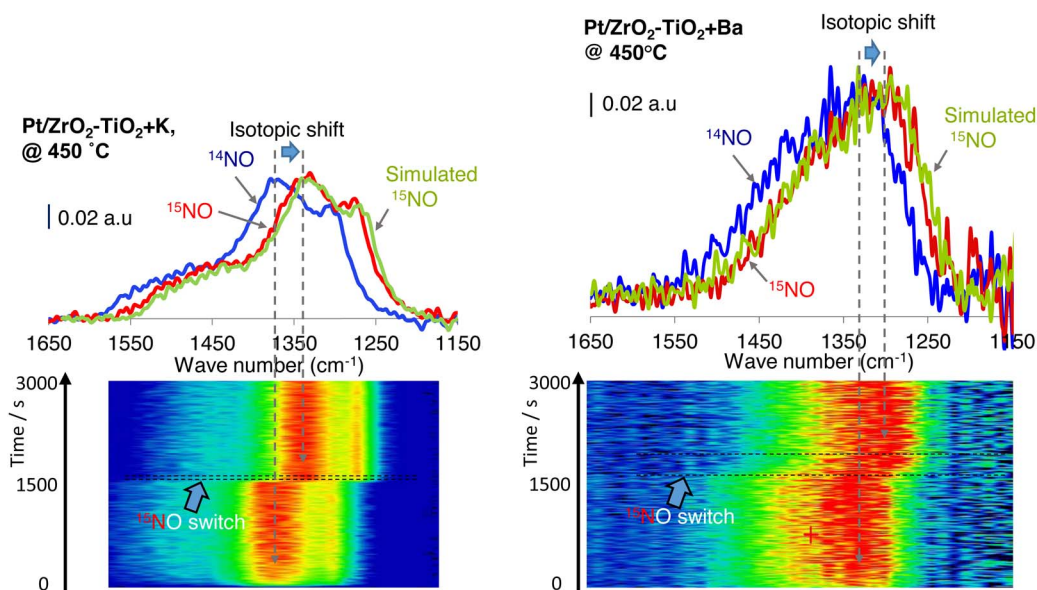 Pt/ZrO₂-TiO₂+K,
@ 450 ˚C
Isotopic shift
¹⁴NO
¹⁵NO
Simulated
¹⁵NO
0.02 a.u
1650 1550 1450 1350 1250 1150
Wave number (cm⁻¹)
3000
1500
0
Time / s
¹⁵NO switch
Pt/ZrO₂-TiO₂+Ba
@ 450°C
Isotopic shift
0.02 a.u
¹⁴NO
Simulated
¹⁵NO
¹⁵NO
1650 1550 1450 1350 1250 1150
Wave number (cm⁻¹)
3000
1500
0
Time / s
¹⁵NO switch